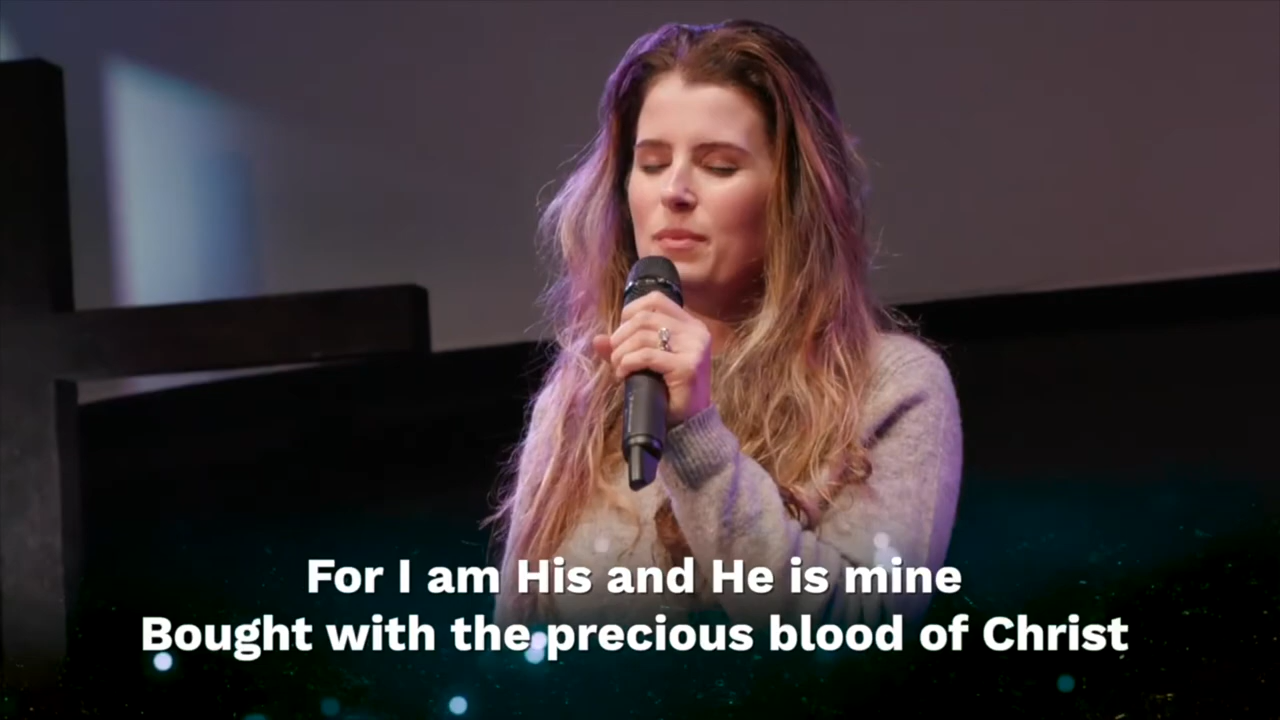 For I am His and He is mine
Bought with the precious blood of Christ